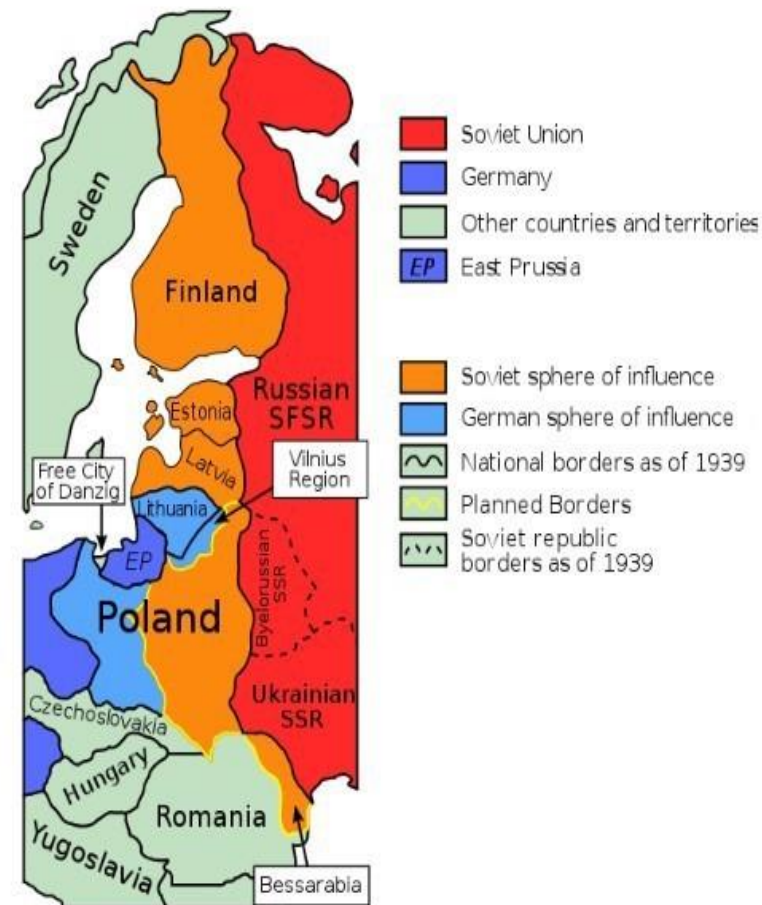 Sweden
Finland
Estonia
Latvia
Lithuania
Russian
SFSR
Vilnius
Region
Free City
of Danzig
EP
Poland
Byelorussian
SSR
Ukrainian
SSR
Czechoslovakia
Hungary
Romania
Yugoslavia
Bessarabia
Soviet Union
Germany
Other countries and territories
EP
East Prussia
Soviet sphere of influence
German sphere of influence
National borders as of 1939
Planned Borders
Soviet republic
borders as of 1939